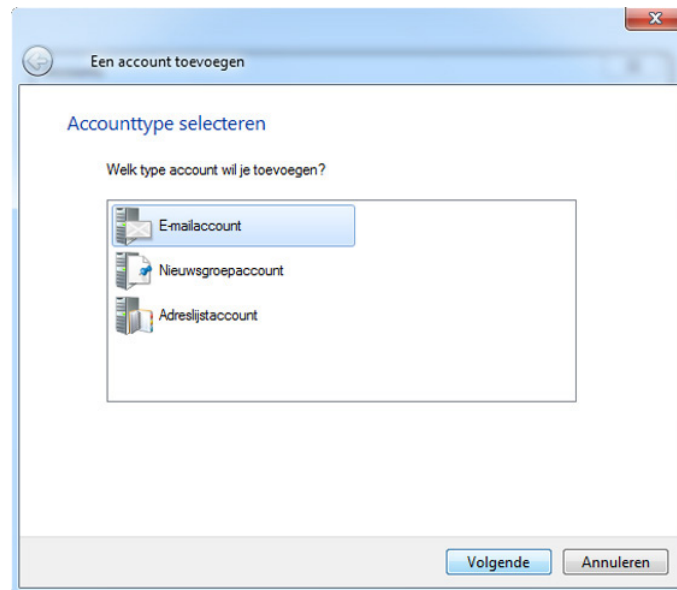 Een account toevoegen
Accounttype selecteren
Welk type account wil je toevoegen?
E-mailaccount
Nieuwsgroepaccount
Adreslijstaccount
Volgende
Annuleren